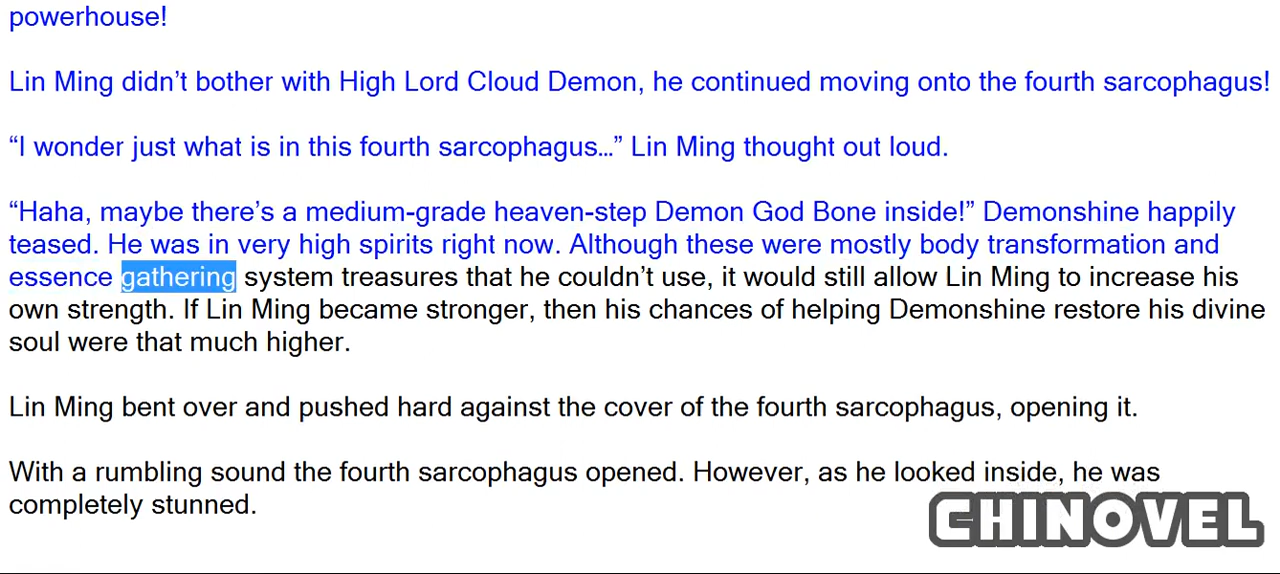 powerhouse!
Lin Ming didn’t bother with High Lord Cloud Demon, he continued moving onto the fourth sarcophagus!
“I wonder just what is in this fourth sarcophagus…” Lin Ming thought out loud.
“Haha, maybe there’s a medium-grade heaven-step Demon God Bone inside!” Demonshine happily
teased. He was in very high spirits right now. Although these were mostly body transformation and
essence gathering system treasures that he couldn’t use, it would still allow Lin Ming to increase his
own strength. If Lin Ming became stronger, then his chances of helping Demonshine restore his divine
soul were that much higher.
Lin Ming bent over and pushed hard against the cover of the fourth sarcophagus, opening it.
With a rumbling sound the fourth sarcophagus opened. However, as he looked inside, he was
completely stunned.
CHINOVEL